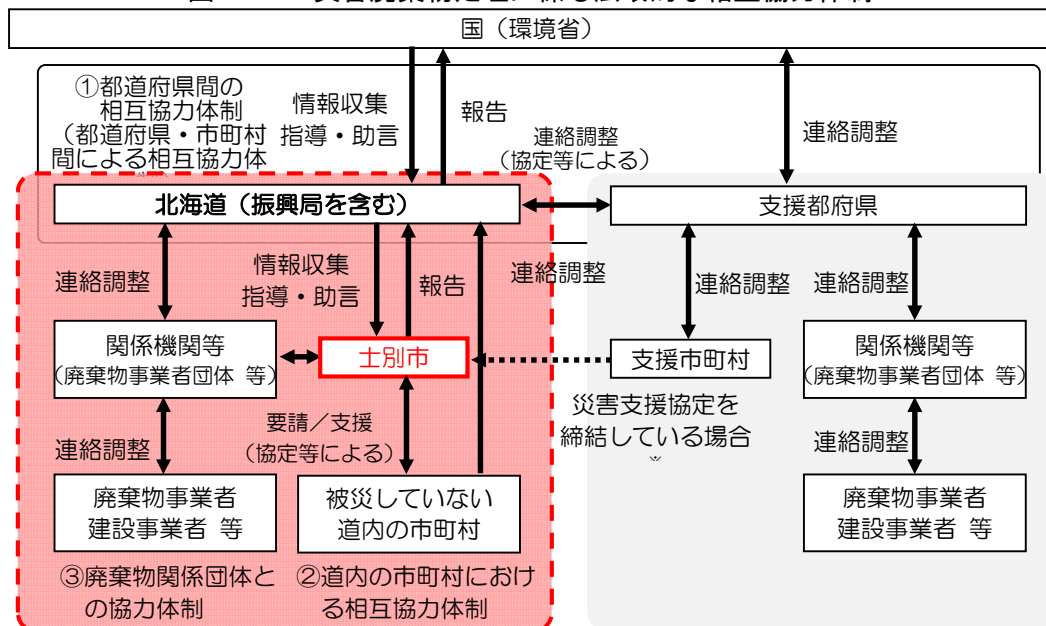 国（環境省）
①都道府県間の
相互協力体制
（都道府県・市町村
間による相互協力体
情報収集
指導・助言
報告
連絡調整
（協定等による）
連絡調整
北海道（振興局を含む）
支援都府県
連絡調整
情報収集
指導・助言
報告
連絡調整
連絡調整
連絡調整
関係機関等
（廃棄物事業者団体 等）
士別市
支援市町村
関係機関等
（廃棄物事業者団体 等）
連絡調整
要請／支援
（協定等による）
災害支援協定を
締結している場合
※
連絡調整
廃棄物事業者
建設事業者 等
被災していない
道内の市町村
廃棄物事業者
建設事業者 等
③廃棄物関係団体と
の協力体制
②道内の市町村におけ
る相互協力体制